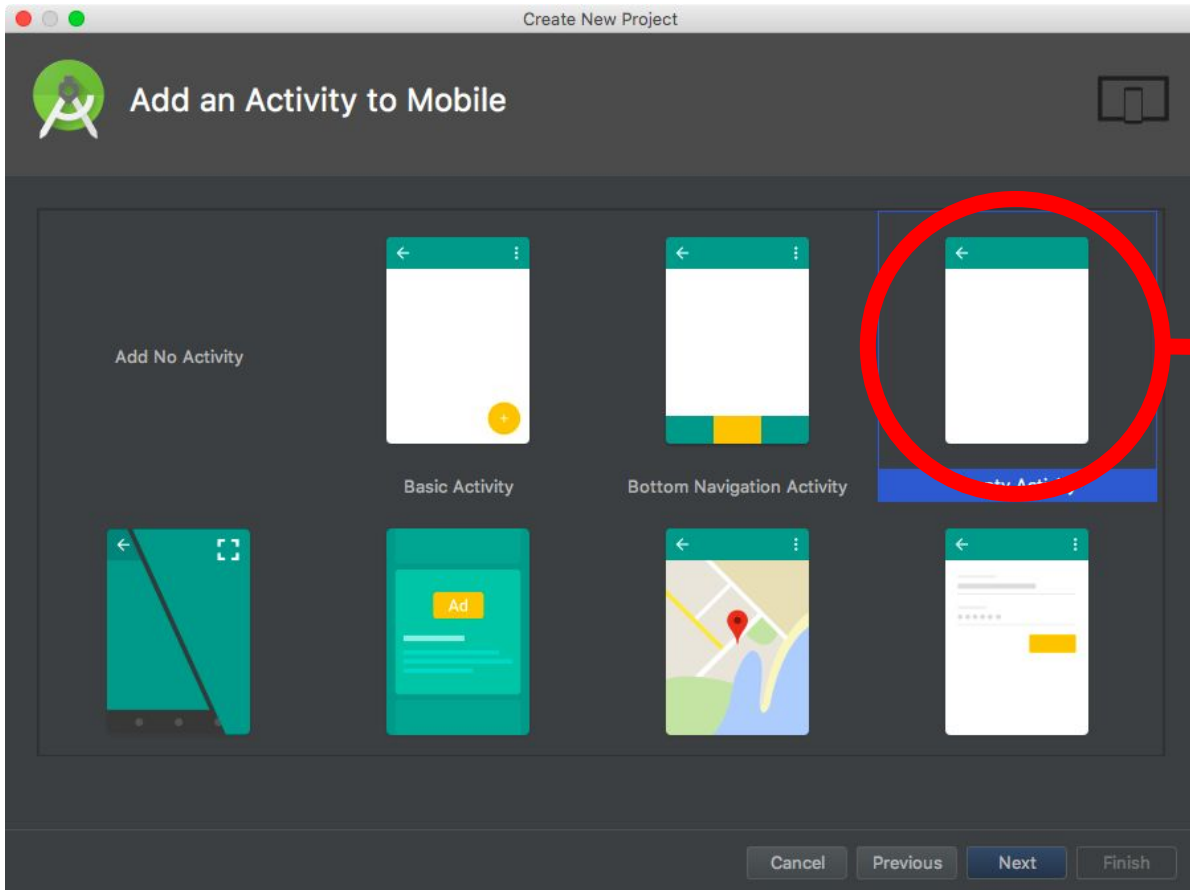 Create New Project
Add an Activity to Mobile
Add No Activity
Basic Activity
Bottom Navigation Activity
Ad
Cancel
Previous
Next
Finish